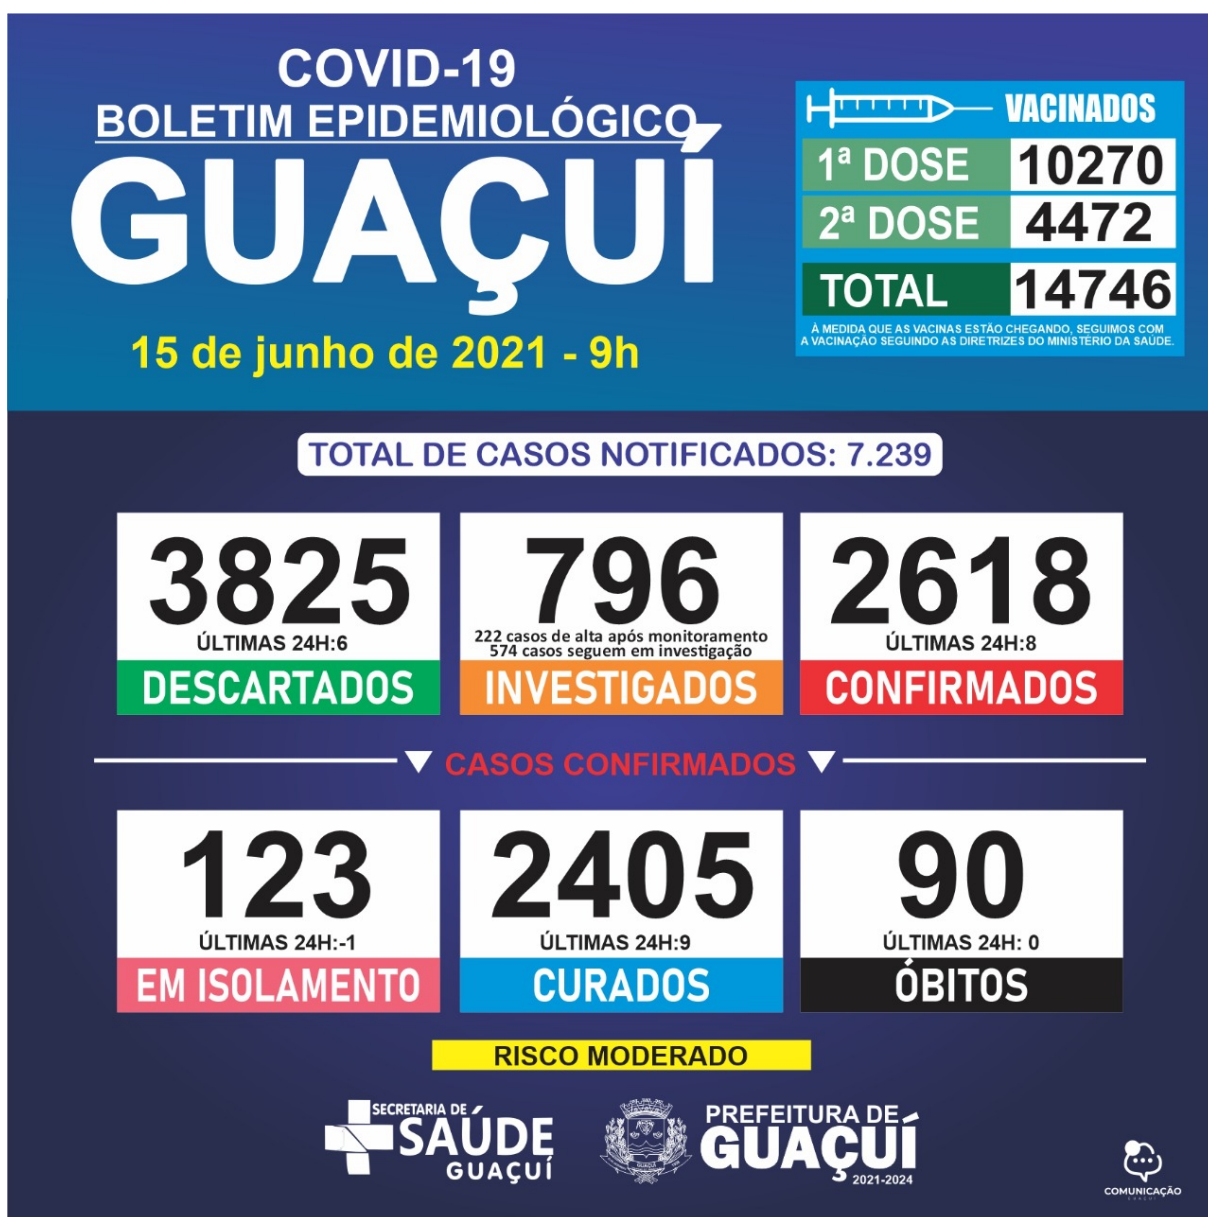 COVID-19
BOLETIM EPIDEMIOLÓGICO
GUAÇUÍ
15 de junho de 2021 - 9h
VACINADOS
1ª DOSE 10270
2ª DOSE 4472
TOTAL 14746
À MEDIDA QUE AS VACINAS ESTÃO CHEGANDO, SEGUIMOS COM
A VACINAÇÃO SEGUINDO AS DIRETRIZES DO MINISTÉRIO DA SAÚDE.
TOTAL DE CASOS NOTIFICADOS: 7.239
3825
ÚLTIMAS 24H:6
DESCARTADOS
796
222 casos de alta após monitoramento
574 casos seguem em investigação
INVESTIGADOS
2618
ÚLTIMAS 24H:8
CONFIRMADOS
CASOS CONFIRMADOS
123
ÚLTIMAS 24H:-1
EM ISOLAMENTO
2405
ÚLTIMAS 24H:9
CURADOS
90
ÚLTIMAS 24H: 0
ÓBITOS
RISCO MODERADO
SECRETARIA DE
SAÚDE
GUAÇUÍ
PREFEITURA DE
GUAÇUÍ
2021-2024
COMUNICAÇÃO